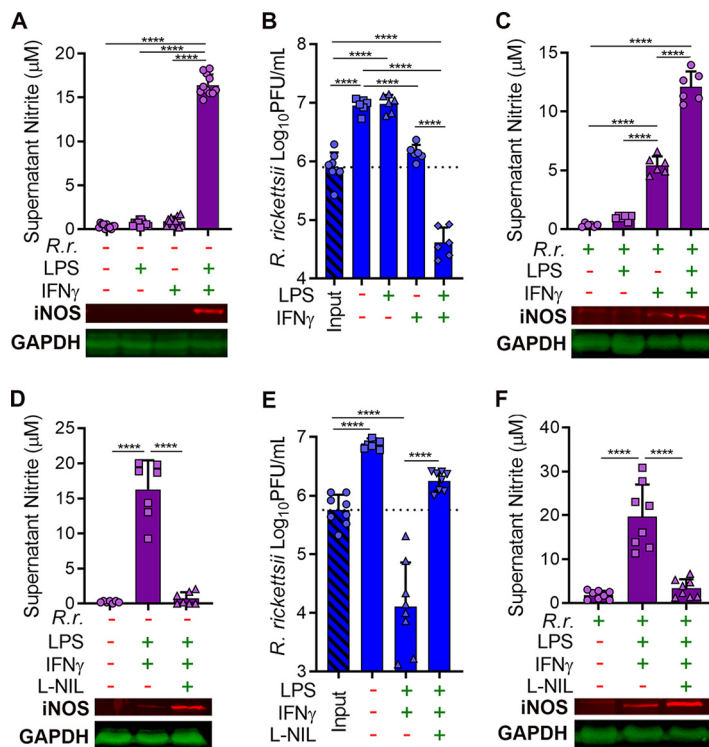 A
B
C
Supernatant Nitrite (μM)
20
15
10
5
0
****
****
****
R.r. − − − −
LPS − + − +
IFNγ − − + +
iNOS
GAPDH
R. rickettsii Log10PFU/mL
8
7
6
5
4
****
****
****
****
****
****
Input
LPS − + − +
IFNγ − − + +
Supernatant Nitrite (μM)
15
10
5
0
****
****
****
****
R.r. + + + +
LPS − + − +
IFNγ − − + +
iNOS
GAPDH
D
E
F
Supernatant Nitrite (μM)
25
20
15
10
5
0
**** ****
R.r. − − −
LPS − + +
IFNγ − + +
L-NIL − − +
iNOS
GAPDH
R. rickettsii Log10PFU/mL
7
6
5
4
3
****
****
****
Input
LPS − + +
IFNγ − + +
L-NIL − − +
Supernatant Nitrite (μM)
40
30
20
10
0
**** ****
R.r. + + +
LPS − + +
IFNγ − + +
L-NIL − − +
iNOS
GAPDH